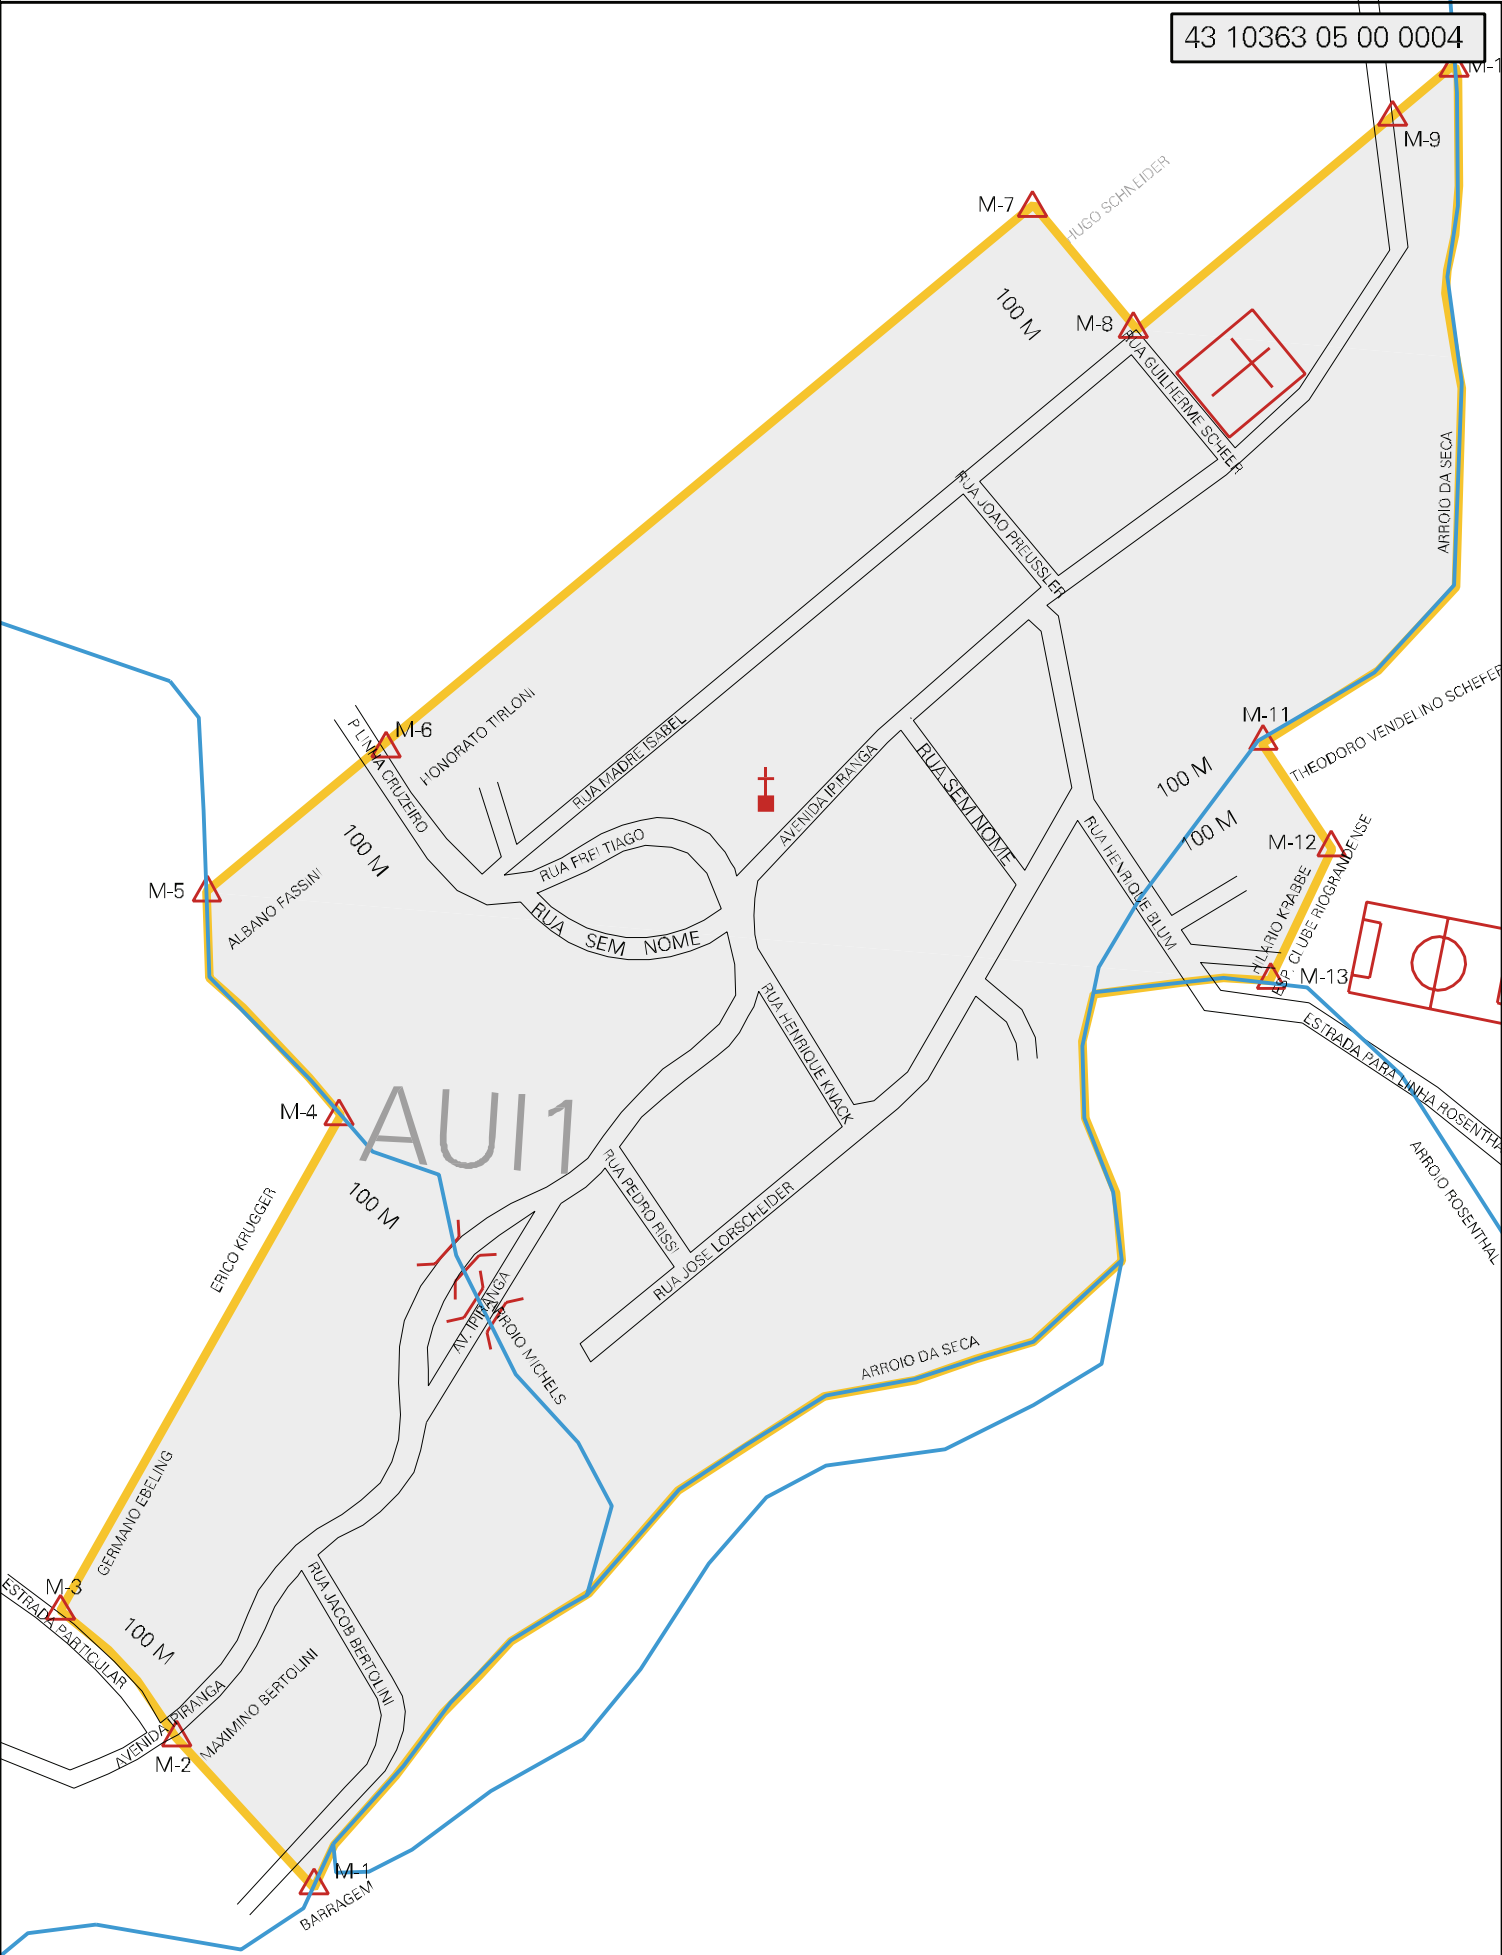 43 10363 05 00 0004
M-9
HUGO SCHNEIDER
M-7
100 M
M-8
RUA GUILHERME SCHEER
ARROIO DA SECA
RUA JOAO PREUSSLER
THEODORO VENDELINO SCHEFER
M-11
M-6
HONORATO TIRLONI
P LINHA CRUZEIRO
RUA MADRE ISABEL
AVENIDA IPIRANGA
RUA SEM NOME
100 M
100 M
M-12
RUA HENRIQUE BLUM
HILARIO KRABBE
ESP. CLUBE RIOGRANDENSE
100 M
RUA FREI TIAGO
M-5
ALBANO FASSINI
RUA SEM NOME
M-13
ESTRADA PARA LINHA ROSENTHA
RUA HENRIQUE KNACK
M-4
AUI1
ARROIO ROSENTHAL
RUA PEDRO RISSI
RUA JOSE LORSCHEIDER
100 M
ERICO KRUGGER
AV. IPIRANGA
ARROIO MICHELS
ARROIO DA SECA
GERMANO EBELING
M-3
ESTRADA PARTICULAR
100 M
RUA JACOB BERTOLINI
MAXIMINO BERTOLINI
AVENIDA IPIRANGA
M-2
M-1
BARRAGEM